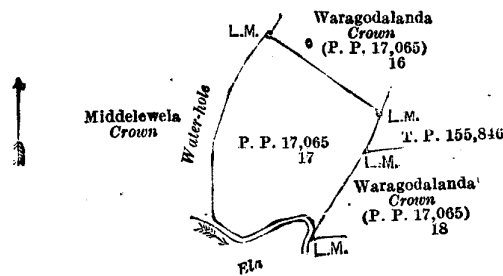 Waragodalanda
Crown
(P. P. 17,065)
16
L.M.
Middelewela
Crown
Water-hole
P. P. 17,065
17
L.M.
T. P. 155,846
L.M.
Waragodalanda
Crown
(P. P. 17,065)
18
L.M.
Ela